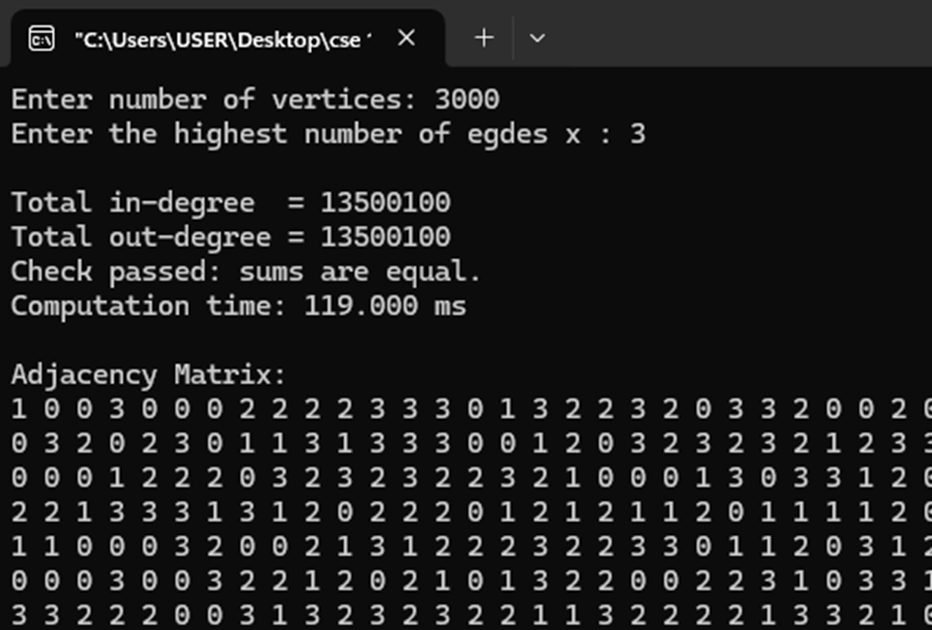 "C:\Users\USER\Desktop\cse
Enter number of vertices: 3000
Enter the highest number of egdes x : 3
Total in-degree  = 13500100
Total out-degree = 13500100
Check passed: sums are equal.
Computation time: 119.000 ms
Adjacency Matrix:
1 0 0 3 0 0 0 2 2 2 2 3 3 3 0 1 3 2 2 3 2 0 3 3 2 0 0 2 0
0 3 2 0 2 3 0 1 1 3 1 3 3 3 0 0 1 2 0 3 2 3 2 3 2 1 2 3 3
0 0 0 1 2 2 2 0 3 2 3 2 3 2 2 3 2 1 0 0 0 1 3 0 3 3 1 2 0
2 2 1 3 3 3 1 3 1 2 0 2 2 2 0 1 2 1 2 1 1 2 0 1 1 1 1 2 0
1 1 0 0 0 3 2 0 0 2 1 3 1 2 2 2 3 2 2 3 3 0 1 1 2 0 3 1 2
0 0 0 3 0 0 3 2 2 1 2 0 2 1 0 1 3 2 2 0 0 2 2 3 1 0 3 3 1
3 3 2 2 2 0 0 3 1 3 2 3 2 3 2 2 1 1 3 2 2 2 2 1 3 3 2 1 0